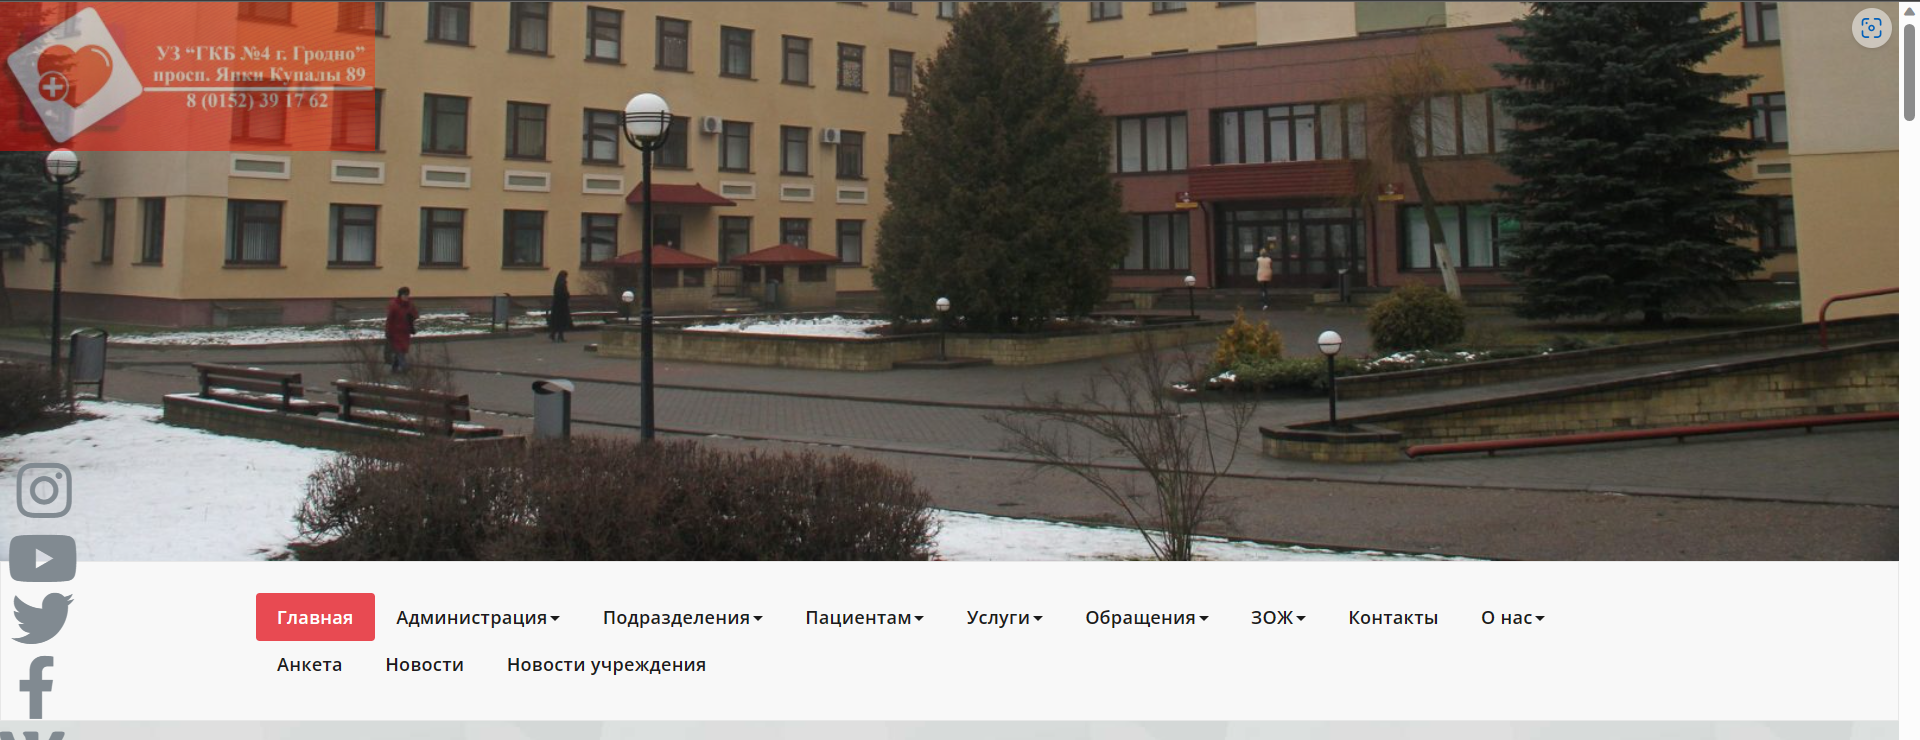 УЗ “ГКБ №4 г. Гродно”
просп. Янки Купалы 89
8 (0152) 39 17 62
Главная Администрация Подразделения Пациентам Услуги Обращения ЗОЖ Контакты О нас
Анкета Новости Новости учреждения